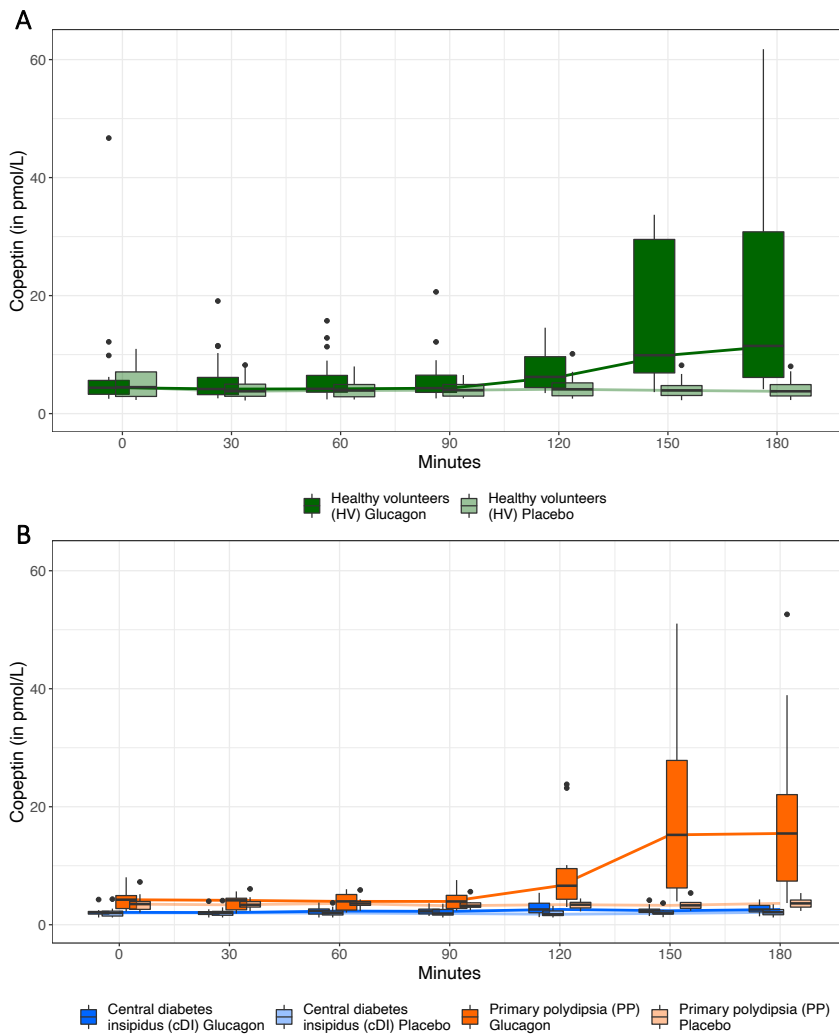 A
Copeptin (in pmol/L)
60
40
20
0
0 30 60 90 120 150 180
Minutes
Healthy volunteers
(HV) Glucagon
Healthy volunteers
(HV) Placebo
B
Copeptin (in pmol/L)
60
40
20
0
0 30 60 90 120 150 180
Minutes
Central diabetes
insipidus (cDI) Glucagon
Central diabetes
insipidus (cDI) Placebo
Primary polydipsia (PP)
Glucagon
Primary polydipsia (PP)
Placebo